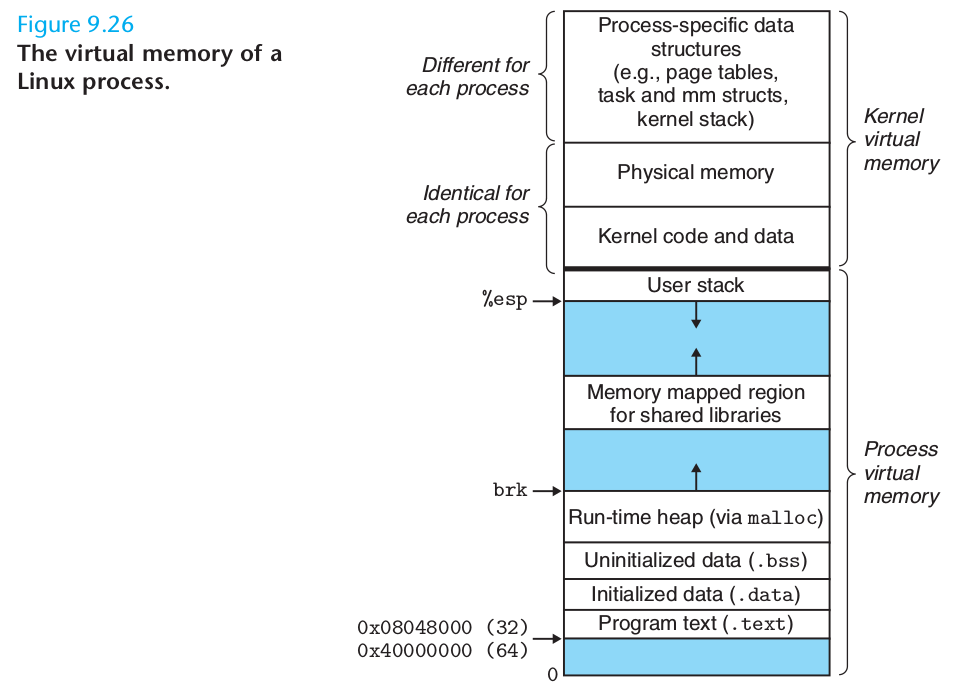 Figure 9.26
The virtual memory of a
Linux process.
Different for
each process
Process-specific data
structures
(e.g., page tables,
task and mm structs,
kernel stack)
Kernel
virtual
memory
Identical for
each process
Physical memory
Kernel code and data
%esp
User stack
Memory mapped region
for shared libraries
Process
virtual
memory
brk
Run-time heap (via malloc)
Uninitialized data (.bss)
Initialized data (.data)
Program text (.text)
0x08048000 (32)
0x40000000 (64)
0